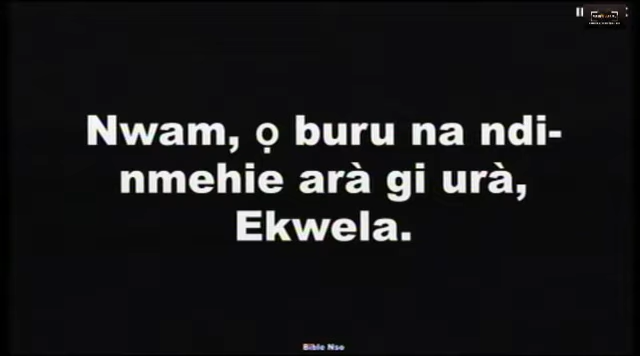 Nwam, ọ buru na ndi-
nmehie arà gi urà,
Ekwela.
Bible Nso